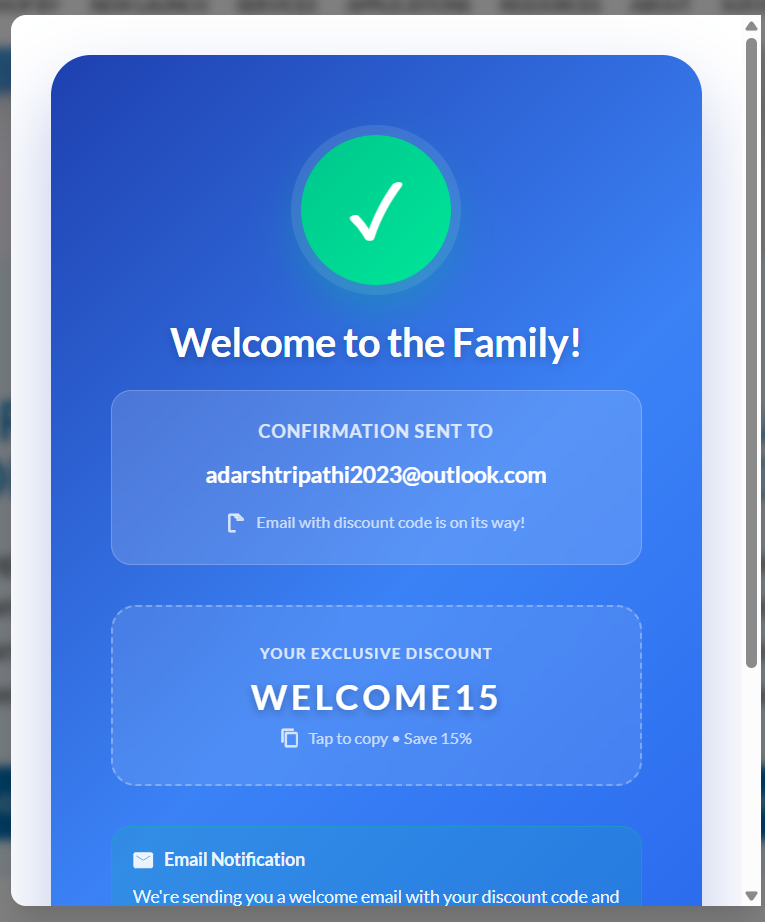 Welcome to the Family!
CONFIRMATION SENT TO
adarshtripathi2023@outlook.com
Email with discount code is on its way!
YOUR EXCLUSIVE DISCOUNT
WELCOME15
Tap to copy • Save 15%
Email Notification
We're sending you a welcome email with your discount code and